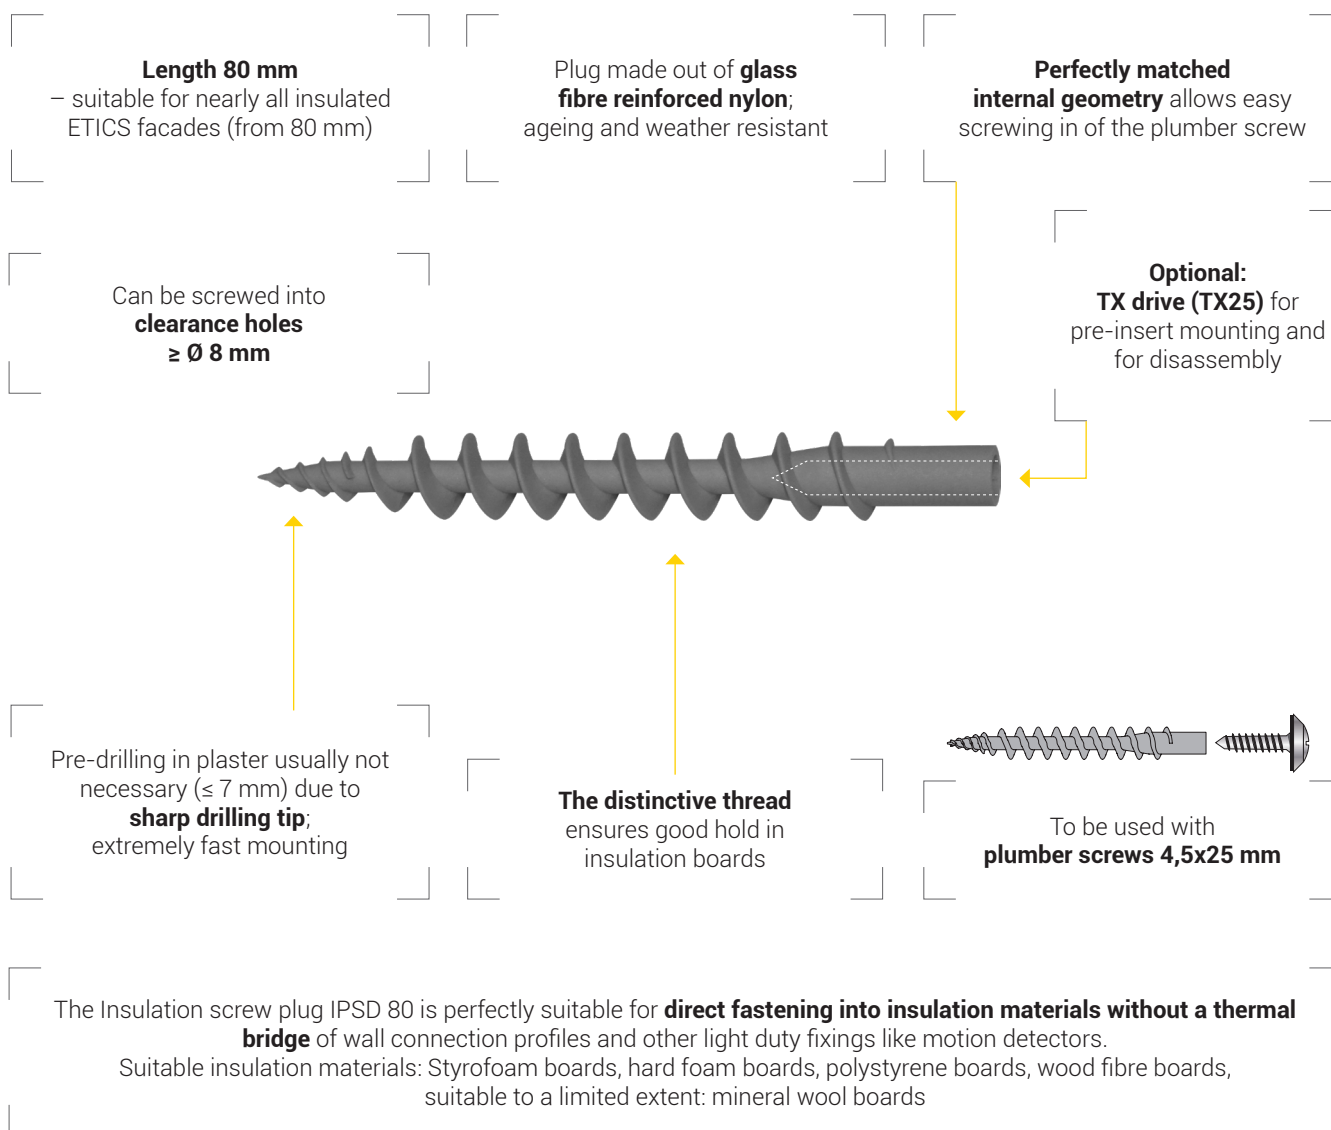 Length 80 mm
– suitable for nearly all insulated
ETICS facades (from 80 mm)
Plug made out of glass
fibre reinforced nylon;
ageing and weather resistant
Perfectly matched
internal geometry allows easy
screwing in of the plumber screw
Can be screwed into
clearance holes
≥ Ø 8 mm
Optional:
TX drive (TX25) for
pre-insert mounting and
for disassembly
Pre-drilling in plaster usually not
necessary (≤ 7 mm) due to
sharp drilling tip;
extremely fast mounting
The distinctive thread
ensures good hold in
insulation boards
To be used with
plumber screws 4,5x25 mm
The Insulation screw plug IPSD 80 is perfectly suitable for direct fastening into insulation materials without a thermal
bridge of wall connection profiles and other light duty fixings like motion detectors.
Suitable insulation materials: Styrofoam boards, hard foam boards, polystyrene boards, wood fibre boards,
suitable to a limited extent: mineral wool boards